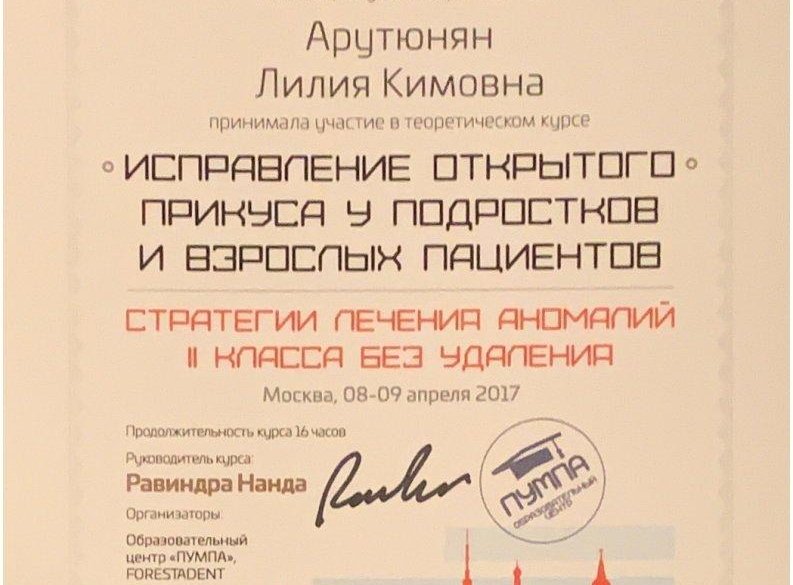 Арутюнян
Лилия Кимовна
принимала участие в теоретическом курсе
ИСПРАВЛЕНИЕ ОТКРЫТОГО
ПРИКУСА У ПОДРОСТКОВ
И ВЗРОСЛЫХ ПАЦИЕНТОВ
СТРАТЕГИИ ЛЕЧЕНИЯ АНОМАЛИЙ
II КЛАССА БЕЗ УДАЛЕНИЯ
Москва, 08-09 апреля 2017
Продолжительность курса 16 часов
Руководитель курса:
Равиндра Нанда
ПУМПА
ОБРАЗОВАТЕЛЬНЫЙ
ЦЕНТР
Организаторы:
Образовательный
центр «ПУМПА»,
FORESTADENT